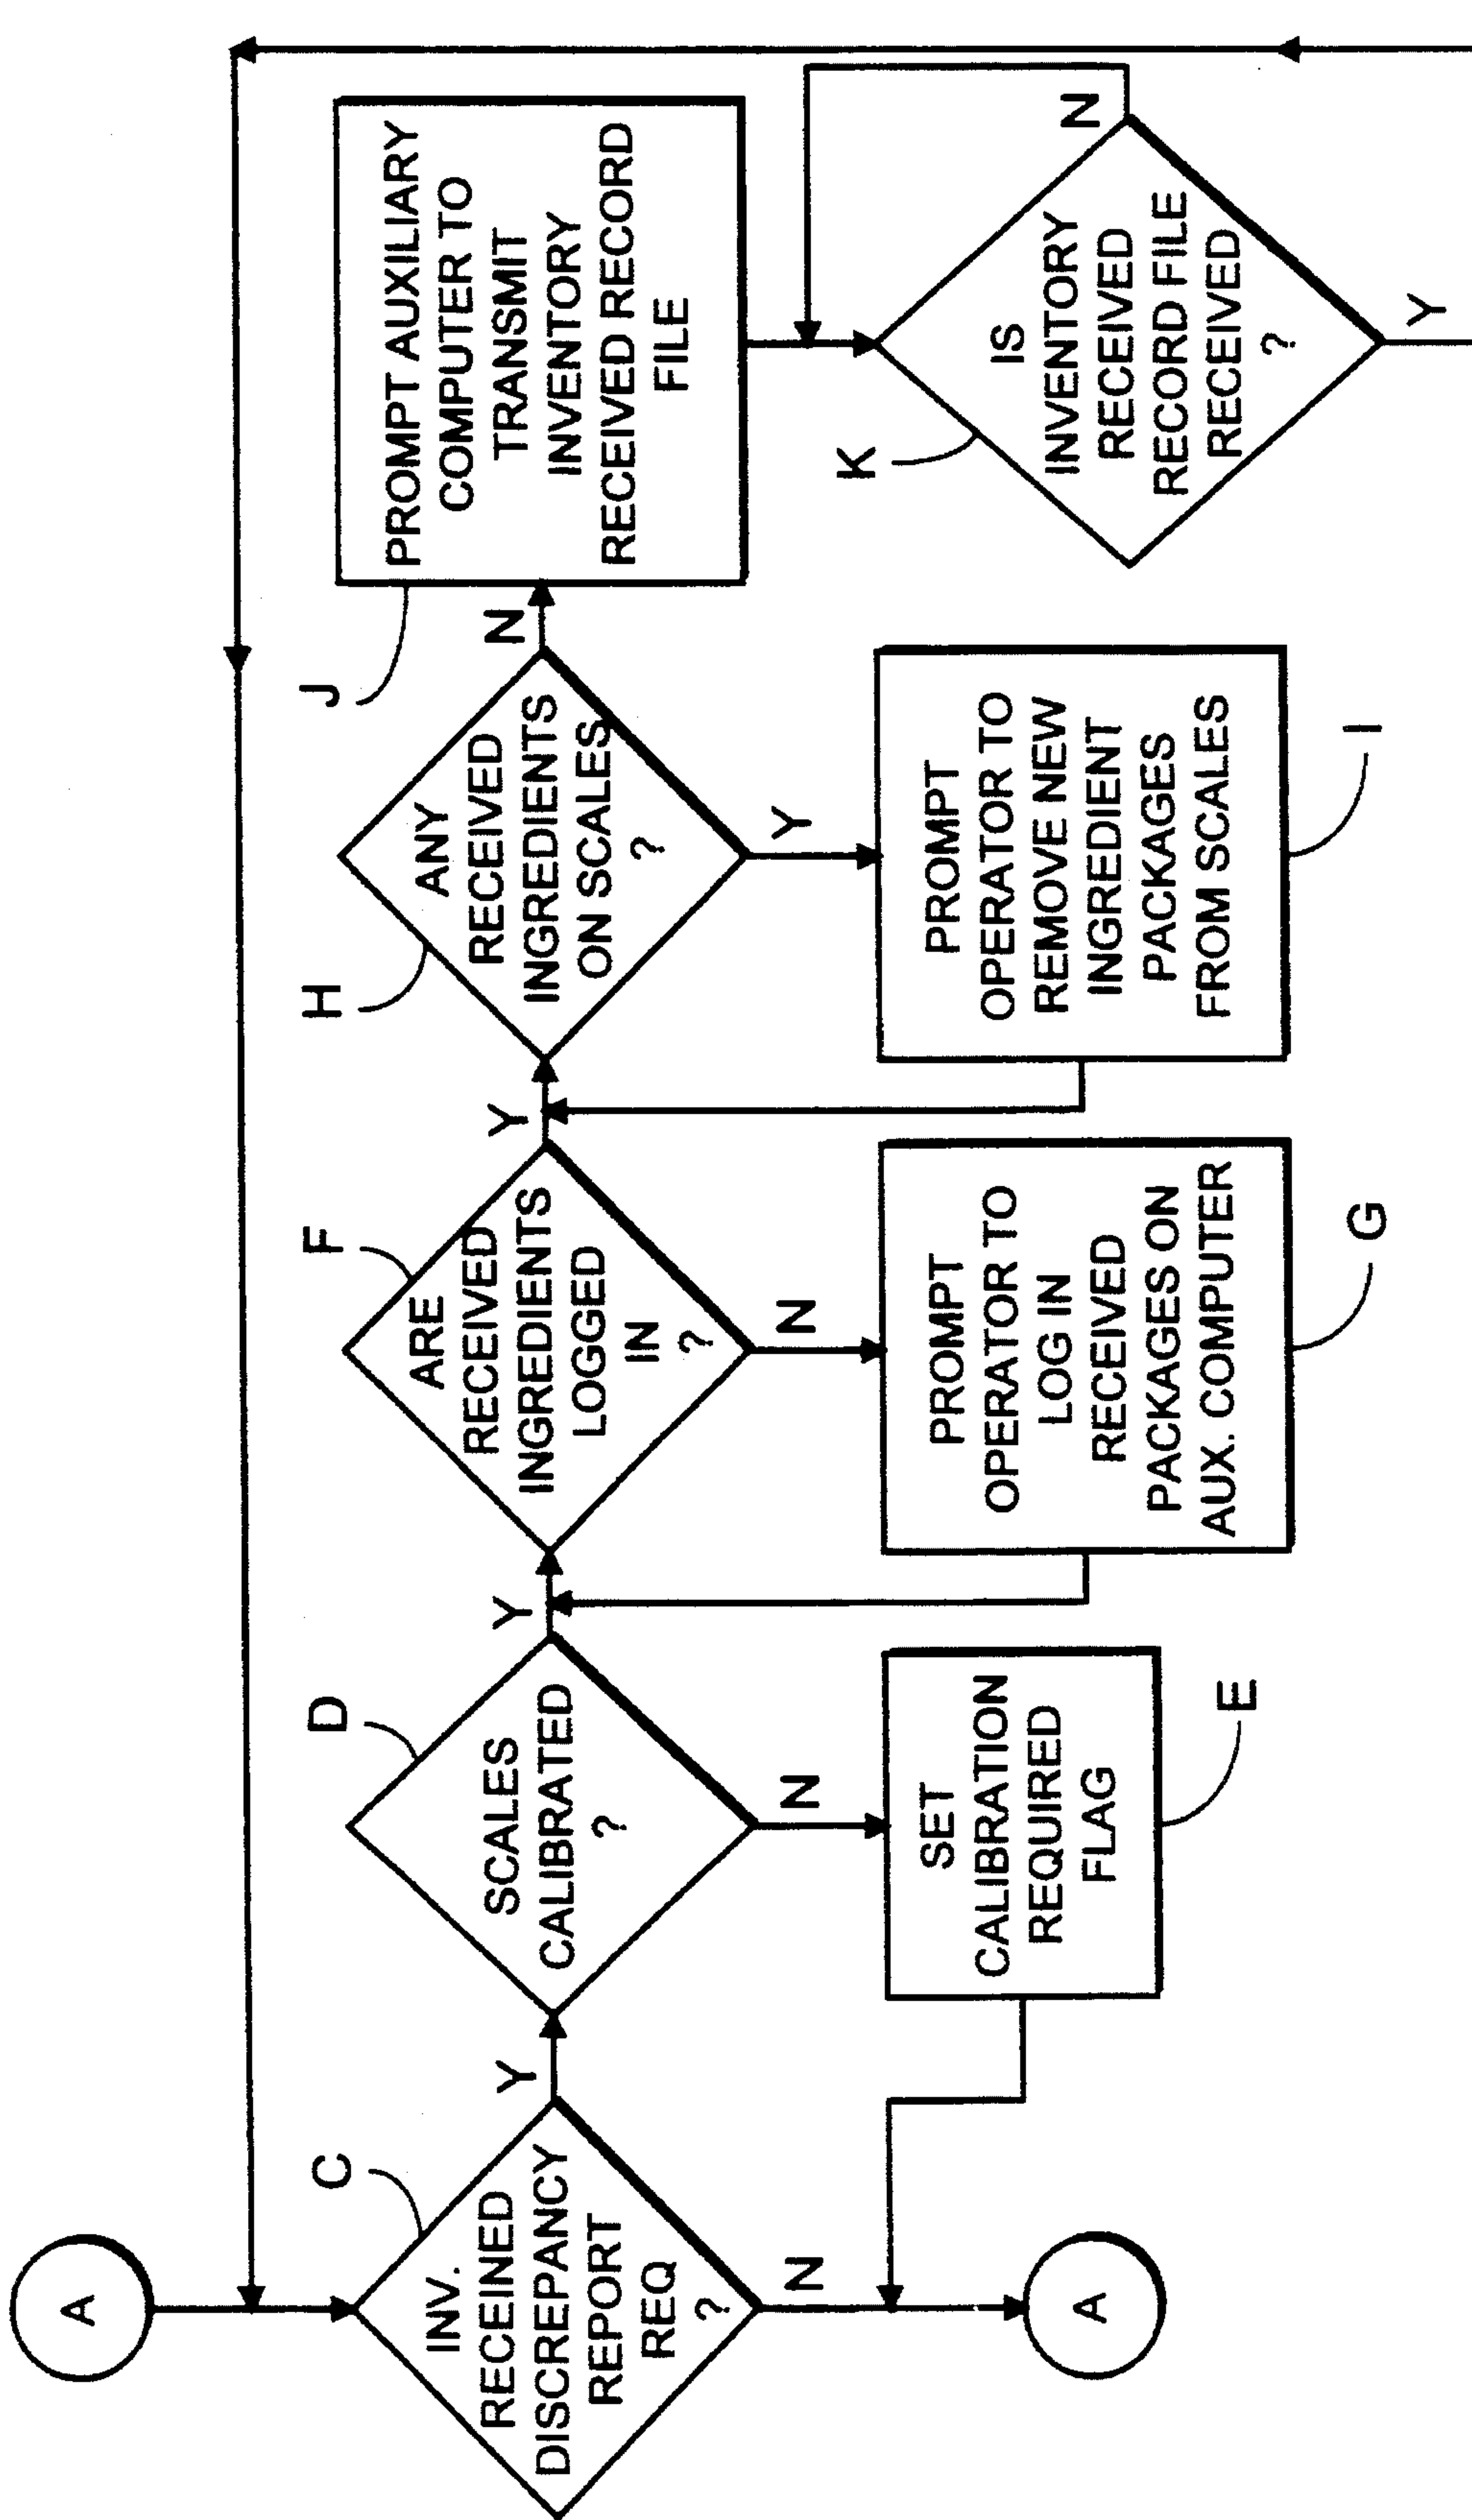 A
INV.
RECEINED
DISCREPANCY
REPORT
REQ
?
C
Y
N
A
SCALES
CALIBRATED
?
D
Y
N
SET
CALIBRATION
REQUIRED
FLAG
E
ARE
RECEIVED
INGREDIENTS
LOGGED
IN
?
F
Y
N
PROMPT
OPERATOR TO
LOG IN
RECEIVED
PACKAGES ON
AUX. COMPUTER
G
ANY
RECEIVED
INGREDIENTS
ON SCALES
?
H
N
Y
PROMPT
OPERATOR TO
REMOVE NEW
INGREDIENT
PACKAGES
FROM SCALES
I
J
PROMPT AUXILIARY
COMPUTER TO
TRANSMIT
INVENTORY
RECEIVED RECORD
FILE
K
IS
INVENTORY
RECEIVED
RECORD FILE
RECEIVED
?
N
Y